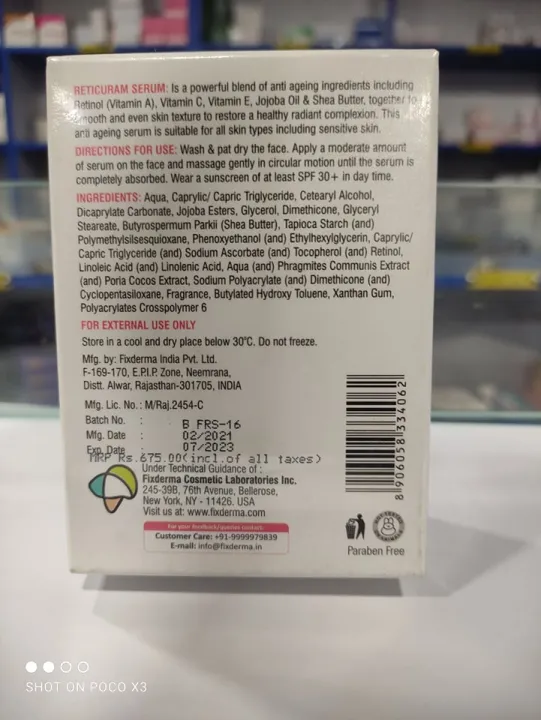 RETICURAM SERUM: Is a powerful blend of anti ageing ingredients including
Retinol (Vitamin A), Vitamin C, Vitamin E, Jojoba Oil & Shea Butter, together to
smooth and even skin texture to restore a healthy radiant complexion. This
anti ageing serum is suitable for all skin types including sensitive skin.
DIRECTIONS FOR USE: Wash & pat dry the face. Apply a moderate amount
of serum on the face and massage gently in circular motion until the serum is
completely absorbed. Wear a sunscreen of at least SPF 30+ in day time.
INGREDIENTS: Aqua, Caprylic/ Capric Triglyceride, Cetearyl Alcohol,
Dicaprylate Carbonate, Jojoba Esters, Glycerol, Dimethicone, Glyceryl
Steareate, Butyrospermum Parkii (Shea Butter), Tapioca Starch (and)
Polymethylsilsesquioxane, Phenoxyethanol (and) Ethylhexylglycerin, Caprylic/
Capric Triglyceride (and) Sodium Ascorbate (and) Tocopherol (and) Retinol,
Linoleic Acid (and) Linolenic Acid, Aqua (and) Phragmites Communis Extract
(and) Poria Cocos Extract, Sodium Polyacrylate (and) Dimethicone (and)
Cyclopentasiloxane, Fragrance, Butylated Hydroxy Toluene, Xanthan Gum,
Polyacrylates Crosspolymer 6
FOR EXTERNAL USE ONLY
Store in a cool and dry place below 30°C. Do not freeze.
Mfg. by: Fixderma India Pvt. Ltd.
F-169-170, E.P.I.P. Zone, Neemrana,
Distt. Alwar, Rajasthan-301705, INDIA
Mfg. Lic. No.: M/Raj.2454-C
Batch No. : B FRS-16
Mfg. Date : 02/2021
Exp. Date : 07/2023
MRP Rs.675.00(incl.of all taxes)
Under Technical Guidance of :
Fixderma Cosmetic Laboratories Inc.
245-39B, 76th Avenue, Bellerose,
New York, NY - 11426. USA
Visit us at: www.fixderma.com
For your feedback/queries contact:
Customer Care: +91-9999979839
E-mail: info@fixderma.in
8 906058 334062
Paraben Free
SHOT ON POCO X3